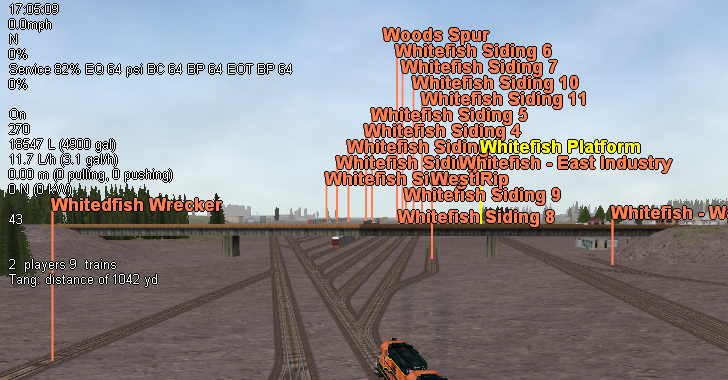 17:05:09
0.0mph
N
0%
Service 82% EQ 64 psi BC 64 BP 64 EOT BP 64
0%
On
270
18547 L (4900 gal)
11.7 L/h (3.1 gal/h)
0.00 m (0 pulling, 0 pushing)
0 N (0 kW)
43
2 players 9 trains
Tang: distance of 1042 yd
Woods Spur
Whitefish Siding 6
Whitefish Siding 7
Whitefish Siding 10
Whitefish Siding 11
Whitefish Siding 5
Whitefish Siding 4
Whitefish Sidin
Whitefish Platform
Whitefish Sidi
Whitefish - East Industry
Whitefish Si
West Rip
Whitefish Siding 9
Whitefish Siding 8
Whitedfish Wrecker
Whitefish - W